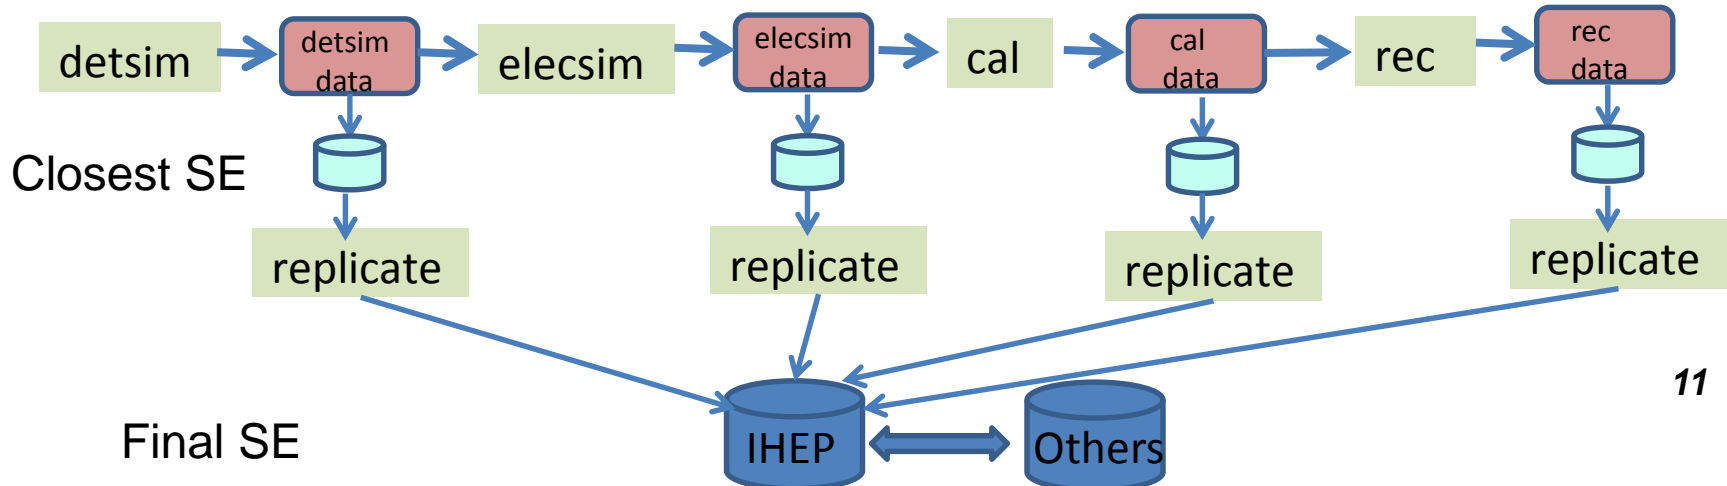 detsim
detsim
data
elecsim
elecsim
data
cal
cal
data
rec
rec
data
Closest SE
replicate
replicate
replicate
replicate
11
Final SE
IHEP
Others